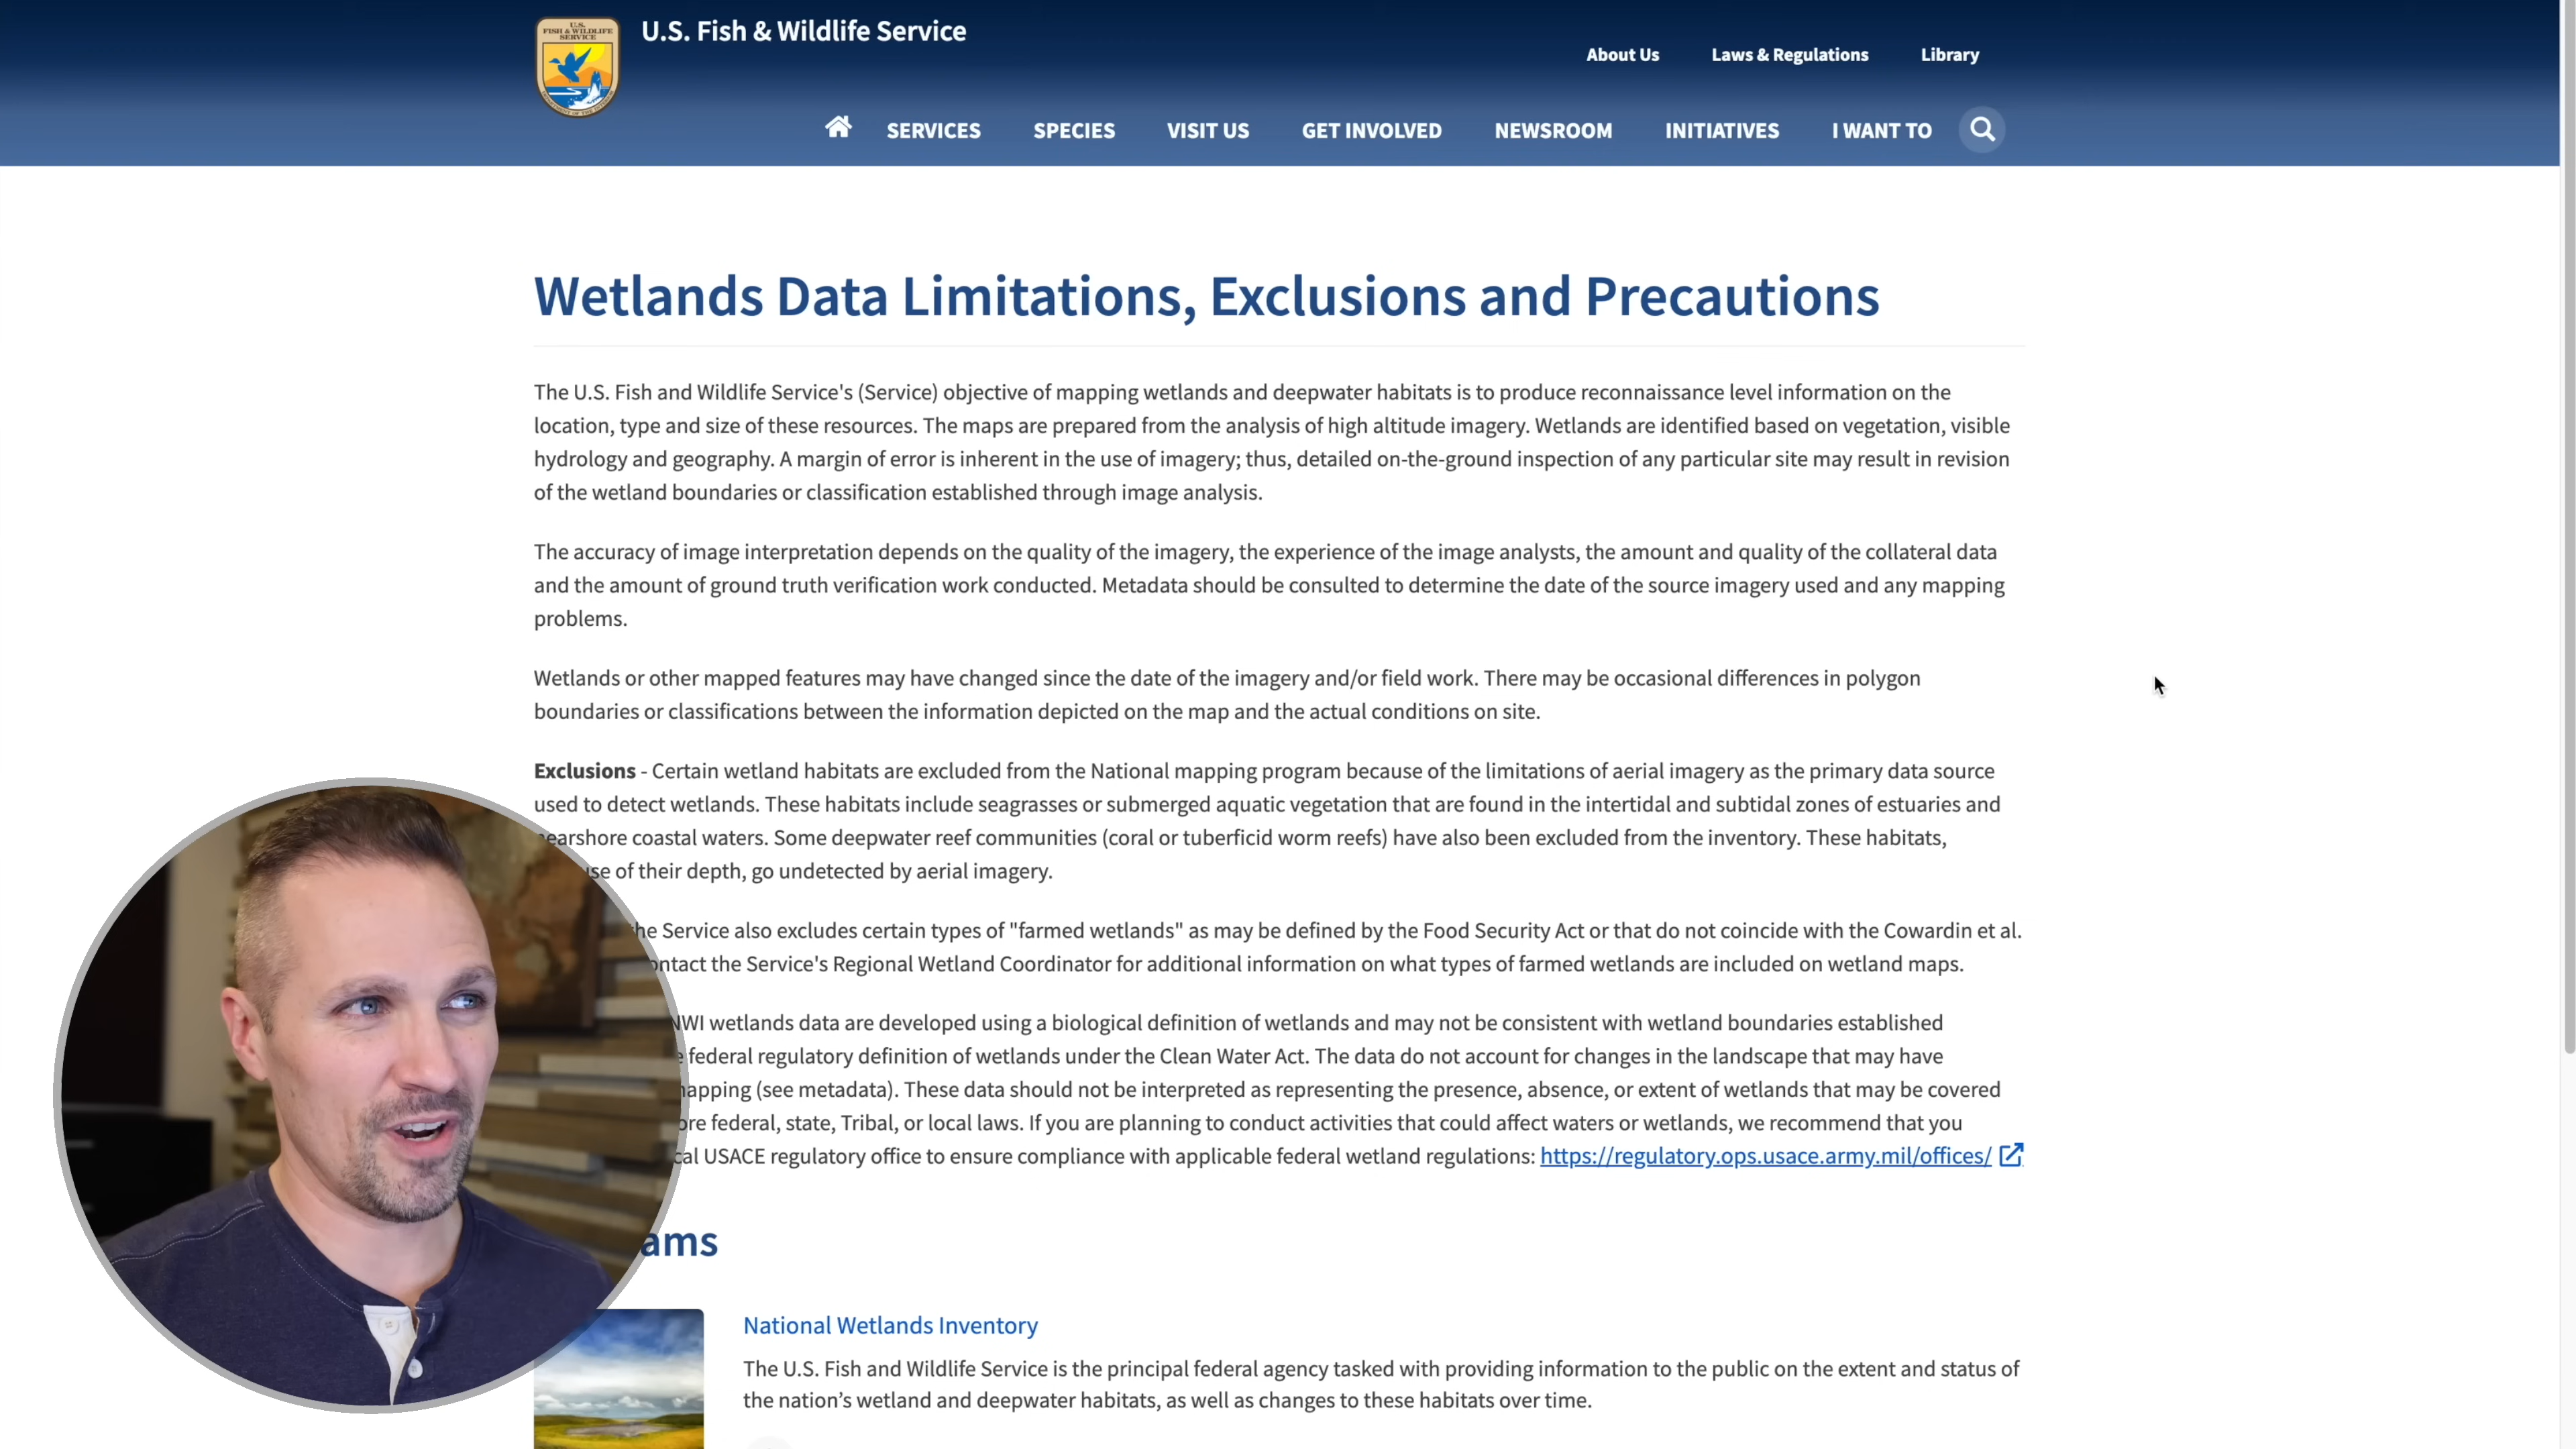 U.S. FISH & WILDLIFE SERVICE
U.S. Fish & Wildlife Service
About Us Laws & Regulations Library
SERVICES SPECIES VISIT US GET INVOLVED NEWSROOM INITIATIVES I WANT TO
Wetlands Data Limitations, Exclusions and Precautions
The U.S. Fish and Wildlife Service's (Service) objective of mapping wetlands and deepwater habitats is to produce reconnaissance level information on the
location, type and size of these resources. The maps are prepared from the analysis of high altitude imagery. Wetlands are identified based on vegetation, visible
hydrology and geography. A margin of error is inherent in the use of imagery; thus, detailed on-the-ground inspection of any particular site may result in revision
of the wetland boundaries or classification established through image analysis.
The accuracy of image interpretation depends on the quality of the imagery, the experience of the image analysts, the amount and quality of the collateral data
and the amount of ground truth verification work conducted. Metadata should be consulted to determine the date of the source imagery used and any mapping
problems.
Wetlands or other mapped features may have changed since the date of the imagery and/or field work. There may be occasional differences in polygon
boundaries or classifications between the information depicted on the map and the actual conditions on site.
Exclusions - Certain wetland habitats are excluded from the National mapping program because of the limitations of aerial imagery as the primary data source
used to detect wetlands. These habitats include seagrasses or submerged aquatic vegetation that are found in the intertidal and subtidal zones of estuaries and
earshore coastal waters. Some deepwater reef communities (coral or tuberficid worm reefs) have also been excluded from the inventory. These habitats,
se of their depth, go undetected by aerial imagery.
he Service also excludes certain types of "farmed wetlands" as may be defined by the Food Security Act or that do not coincide with the Cowardin et al.
ontact the Service's Regional Wetland Coordinator for additional information on what types of farmed wetlands are included on wetland maps.
NWI wetlands data are developed using a biological definition of wetlands and may not be consistent with wetland boundaries established
federal regulatory definition of wetlands under the Clean Water Act. The data do not account for changes in the landscape that may have
apping (see metadata). These data should not be interpreted as representing the presence, absence, or extent of wetlands that may be covered
ore federal, state, Tribal, or local laws. If you are planning to conduct activities that could affect waters or wetlands, we recommend that you
cal USACE regulatory office to ensure compliance with applicable federal wetland regulations: https://regulatory.ops.usace.army.mil/offices/
ams
National Wetlands Inventory
The U.S. Fish and Wildlife Service is the principal federal agency tasked with providing information to the public on the extent and status of
the nation’s wetland and deepwater habitats, as well as changes to these habitats over time.